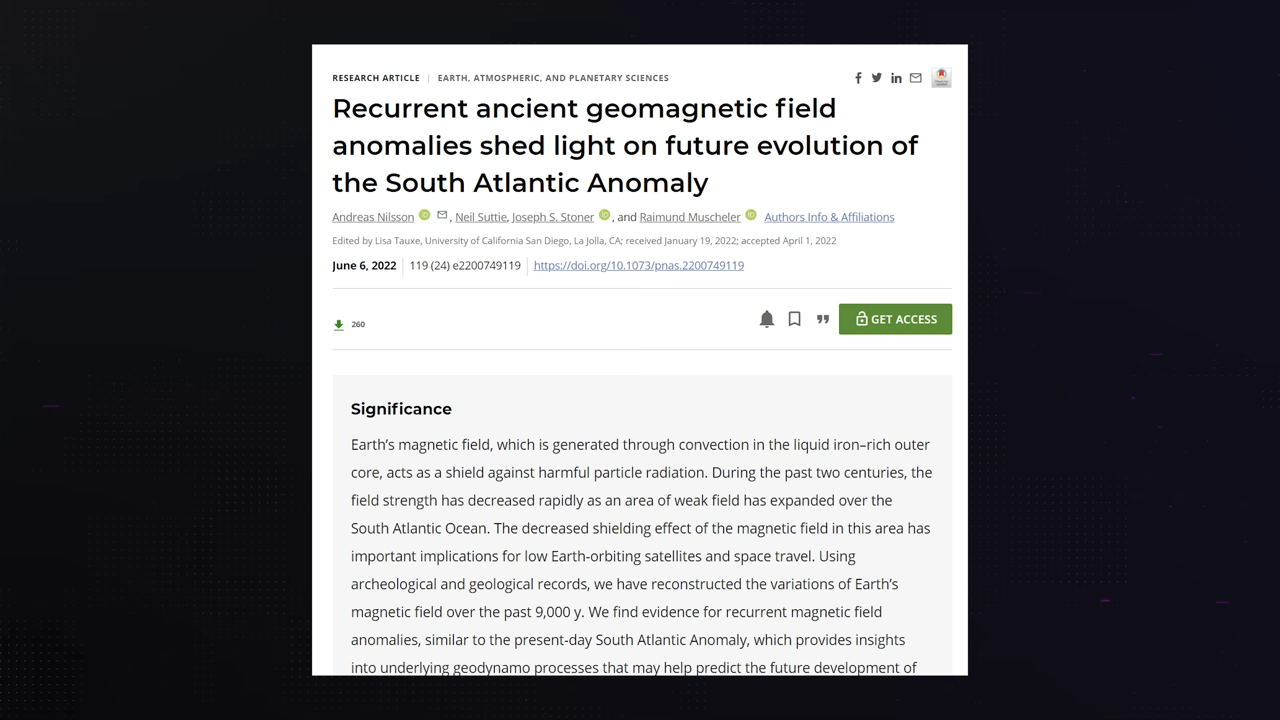 RESEARCH ARTICLE | EARTH, ATMOSPHERIC, AND PLANETARY SCIENCES
Recurrent ancient geomagnetic field
anomalies shed light on future evolution of
the South Atlantic Anomaly
Andreas Nilsson, Neil Suttie, Joseph S. Stoner, and Raimund Muscheler Authors Info & Affiliations
Edited by Lisa Tauxe, University of California San Diego, La Jolla, CA; received January 19, 2022; accepted April 1, 2022
June 6, 2022 | 119 (24) e2200749119 | https://doi.org/10.1073/pnas.2200749119
260
GET ACCESS
Significance
Earth’s magnetic field, which is generated through convection in the liquid iron–rich outer
core, acts as a shield against harmful particle radiation. During the past two centuries, the
field strength has decreased rapidly as an area of weak field has expanded over the
South Atlantic Ocean. The decreased shielding effect of the magnetic field in this area has
important implications for low Earth-orbiting satellites and space travel. Using
archeological and geological records, we have reconstructed the variations of Earth’s
magnetic field over the past 9,000 y. We find evidence for recurrent magnetic field
anomalies, similar to the present-day South Atlantic Anomaly, which provides insights
into underlying geodynamo processes that may help predict the future development of